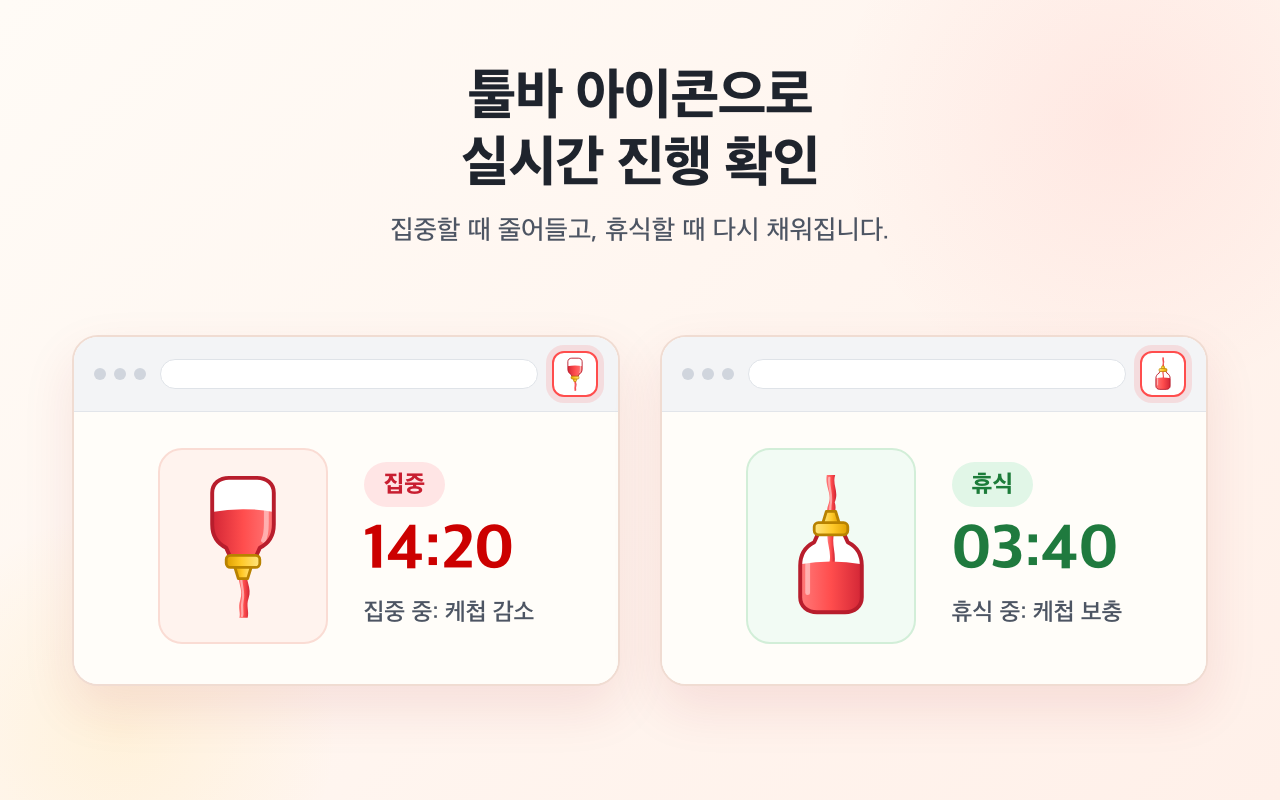 툴바 아이콘으로
실시간 진행 확인
집중할 때 줄어들고, 휴식할 때 다시 채워집니다.
집중
14:20
집중 중: 케첩 감소
휴식
03:40
휴식 중: 케첩 보충